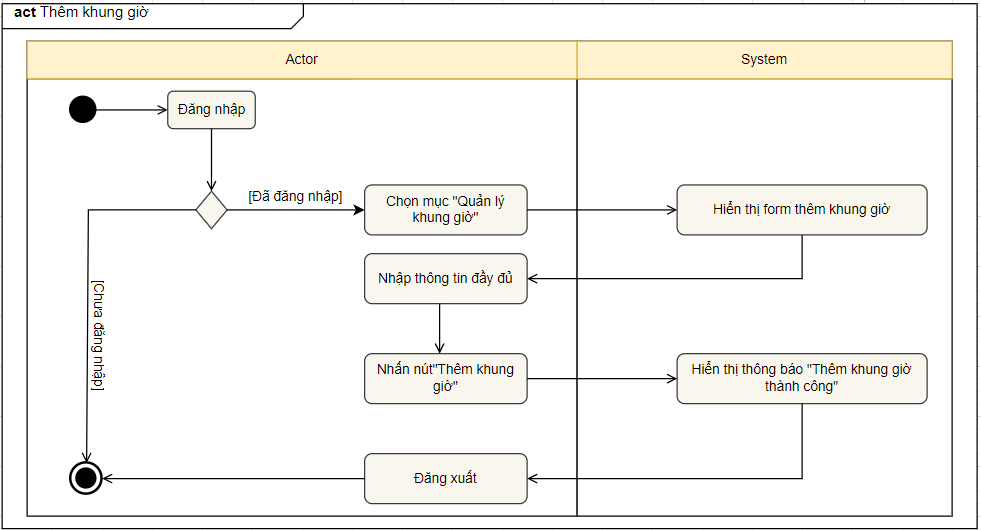 act Thêm khung giờ
Actor
System
Đăng nhập
[Đã đăng nhập]
Chọn mục "Quản lý
khung giờ"
Hiển thị form thêm khung giờ
Nhập thông tin đầy đủ
[Chưa đăng nhập]
Nhấn nút"Thêm khung
giờ"
Hiển thị thông báo "Thêm khung giờ
thành công"
Đăng xuất